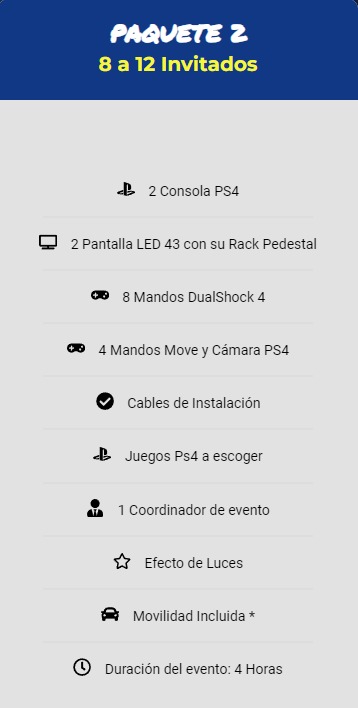 PAQUETE 2
8 a 12 Invitados
2 Consola PS4
2 Pantalla LED 43 con su Rack Pedestal
8 Mandos DualShock 4
4 Mandos Move y Cámara PS4
Cables de Instalación
Juegos Ps4 a escoger
1 Coordinador de evento
Efecto de Luces
Movilidad Incluida *
Duración del evento: 4 Horas